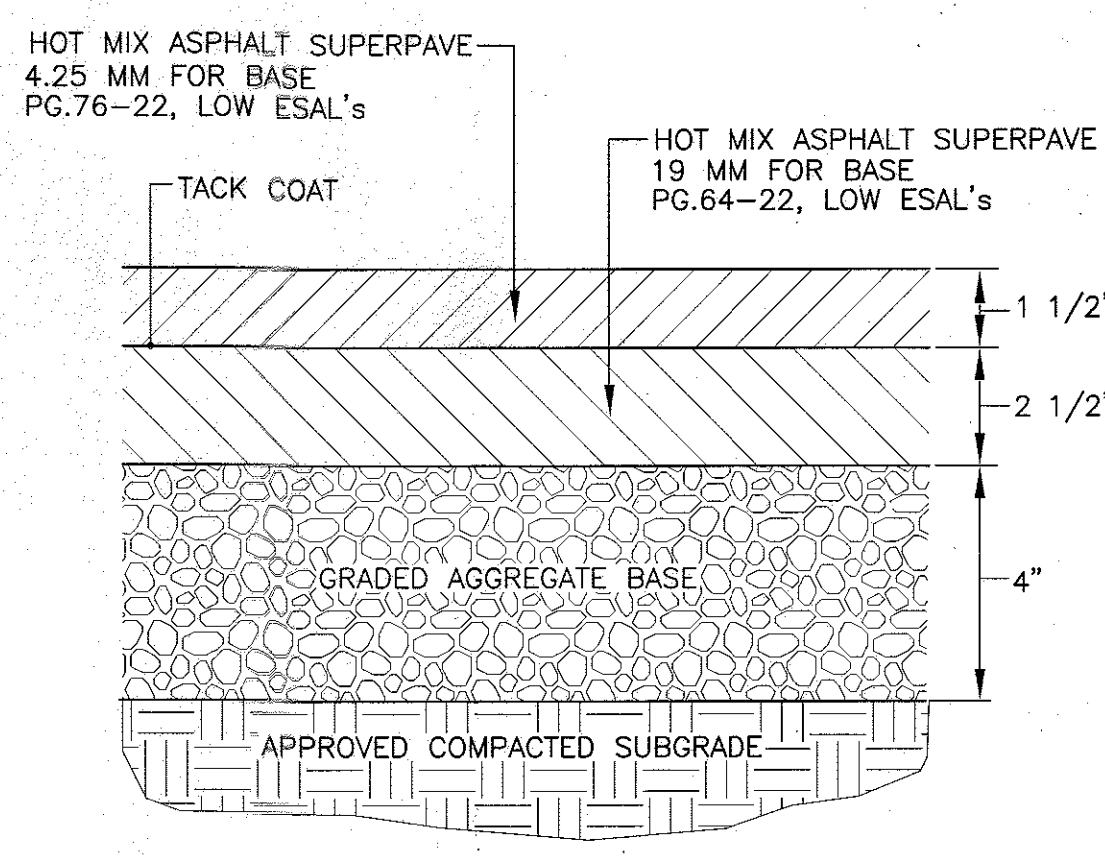 HOT MIX ASPHALT SUPERPAVE
4.25 MM FOR BASE
PG.76-22, LOW ESAL's
HOT MIX ASPHALT SUPERPAVE
19 MM FOR BASE
PG.64-22, LOW ESAL's
TACK COAT
1 1/2"
2 1/2"
GRADED AGGREGATE BASE
4"
APPROVED COMPACTED SUBGRADE